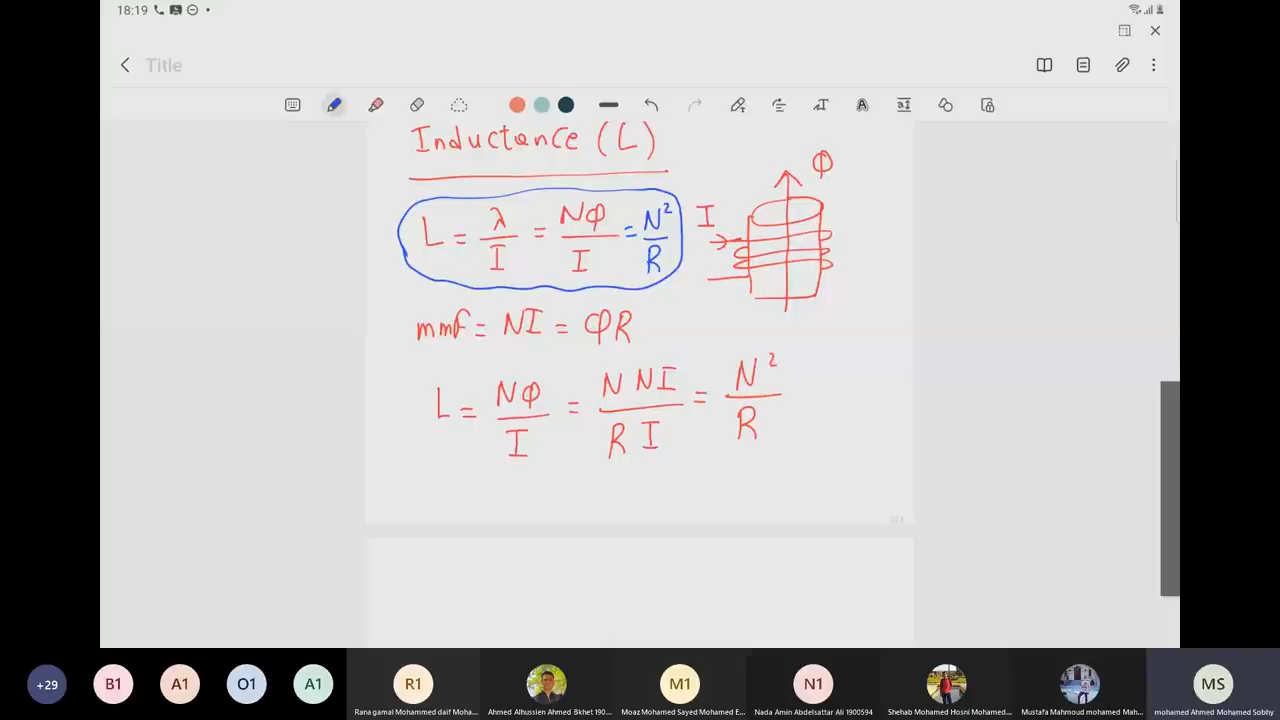 18:19
Title
Inductance (L)
Φ
I
L = λ/I = NΦ/I = N²/R
mmF = NI = ΦR
L = NΦ/I = N NI/R I = N²/R
+29 B1 A1 O1 A1 R1 M1 N1 MS
Rana gamal Mohammed daif Moha...
Ahmed Alhussien Ahmed Bkhet 190...
Moaz Mohamed Sayed Mohamed E...
Nada Amin Abdelsattar Ali 1900594
Shehab Mohamed Hosni Mohamed...
Mustafa Mahmoud mohamed Mah...
mohamed Ahmed Mohamed Sobby